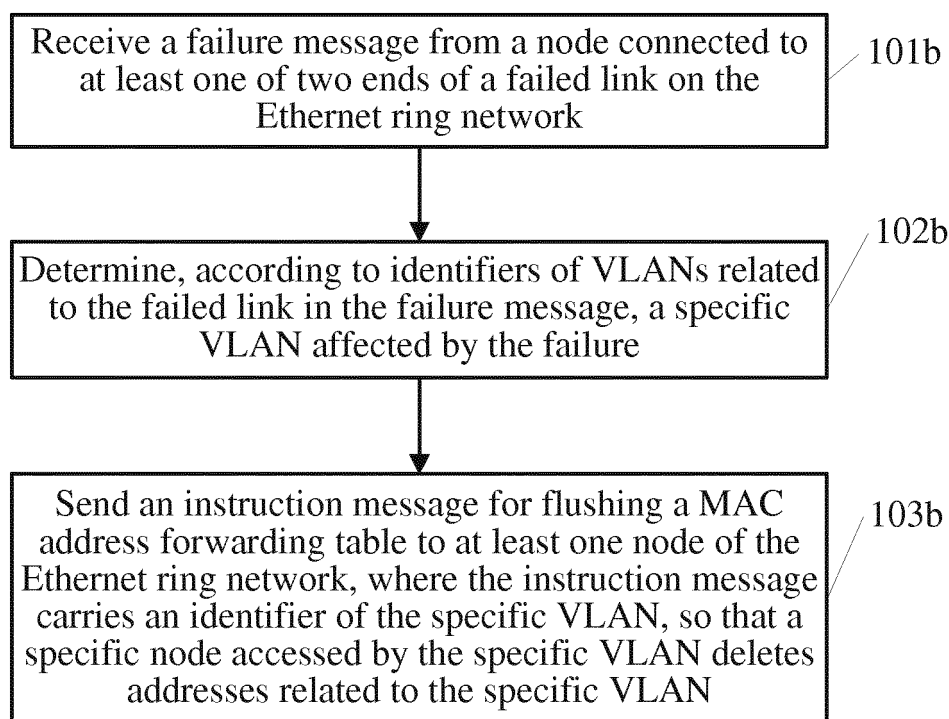 Receive a failure message from a node connected to
at least one of two ends of a failed link on the
Ethernet ring network
101b
Determine, according to identifiers of VLANs related
to the failed link in the failure message, a specific
VLAN affected by the failure
102b
Send an instruction message for flushing a MAC
address forwarding table to at least one node of the
Ethernet ring network, where the instruction message
carries an identifier of the specific VLAN, so that a
specific node accessed by the specific VLAN deletes
addresses related to the specific VLAN
103b